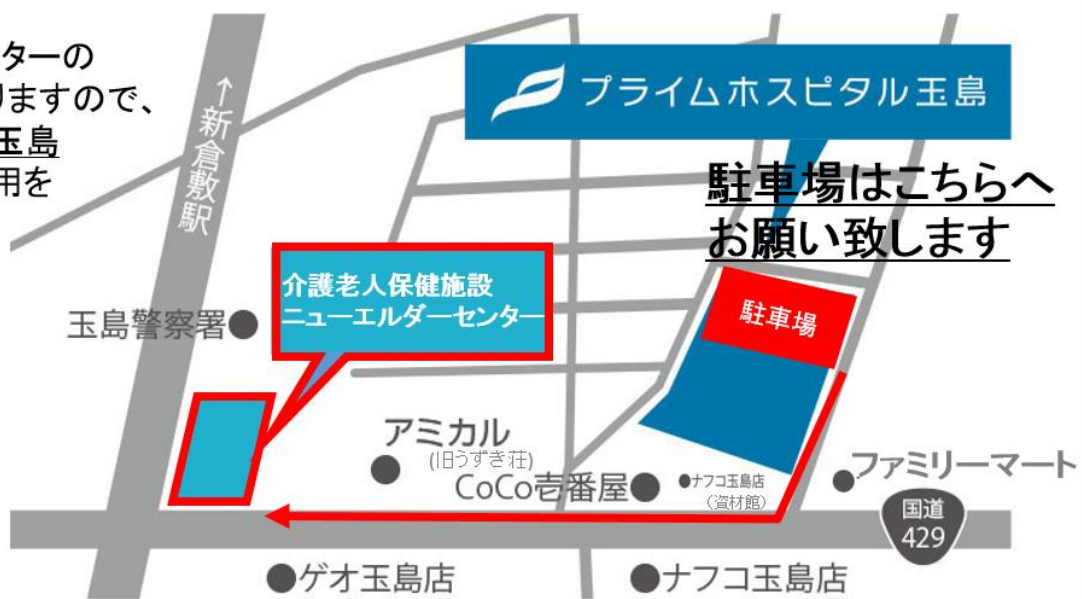 ターの
りますので、
玉島
用を
↑新倉敷駅
プライムホスピタル玉島
駐車場はこちらへ
お願い致します
介護老人保健施設
ニューエルダーセンター
駐車場
玉島警察署
アミカル
(旧うずき荘)
CoCo壱番屋
ナフコ玉島店
(資材館)
ファミリーマート
国道
429
ゲオ玉島店
ナフコ玉島店